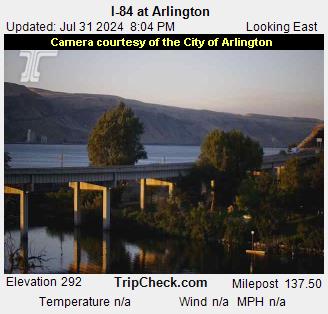 I-84 at Arlington
Updated: Jul 31 2024 8:04 PM Looking East
Camera courtesy of the City of Arlington
Elevation 292 TripCheck.com Milepost 137.50
Temperature n/a Wind n/a MPH n/a